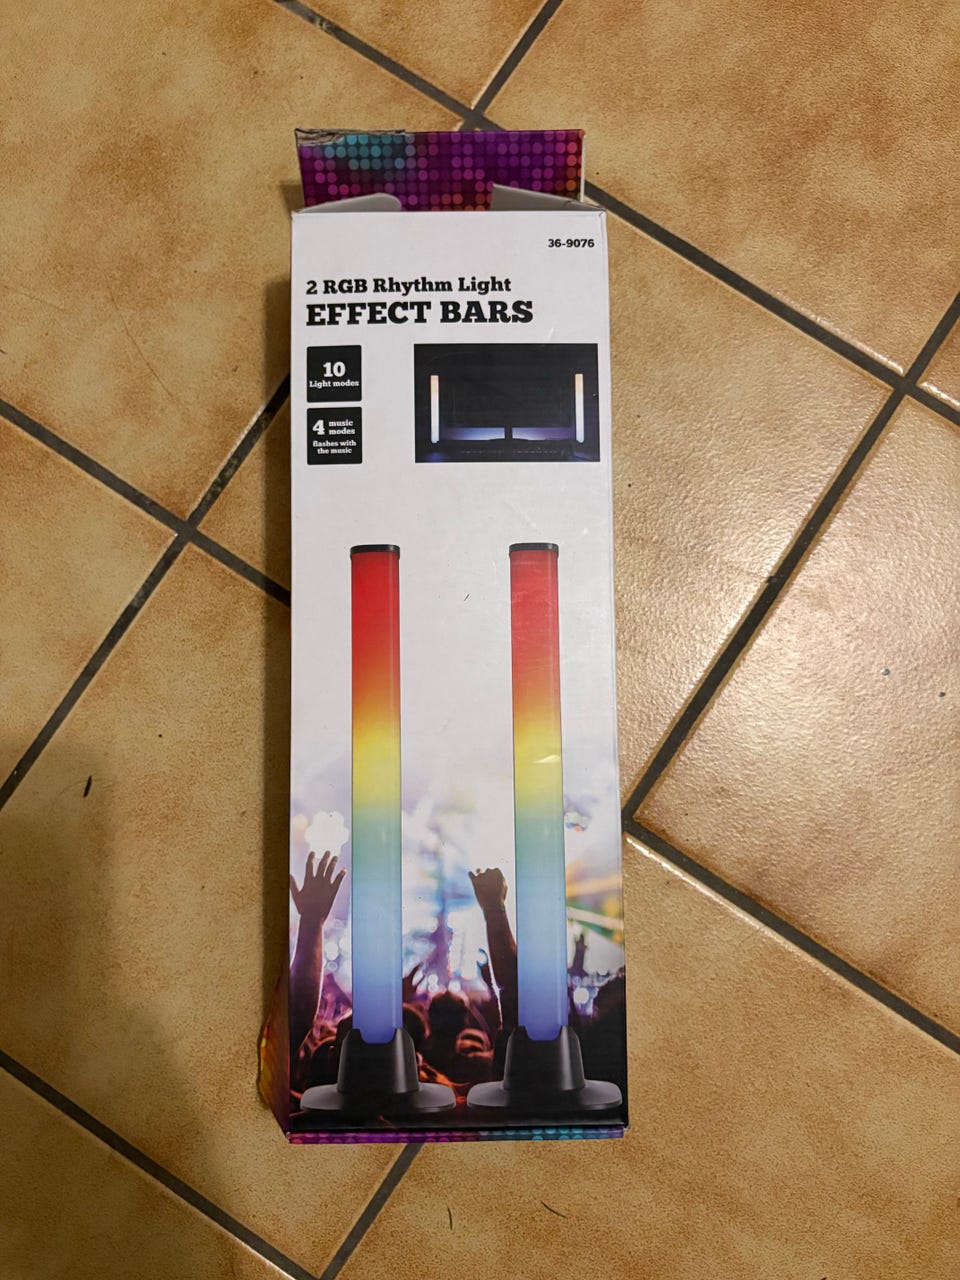 36-9076
2 RGB Rhythm Light
EFFECT BARS
10
Light modes
4 music
modes
flashes with
the music